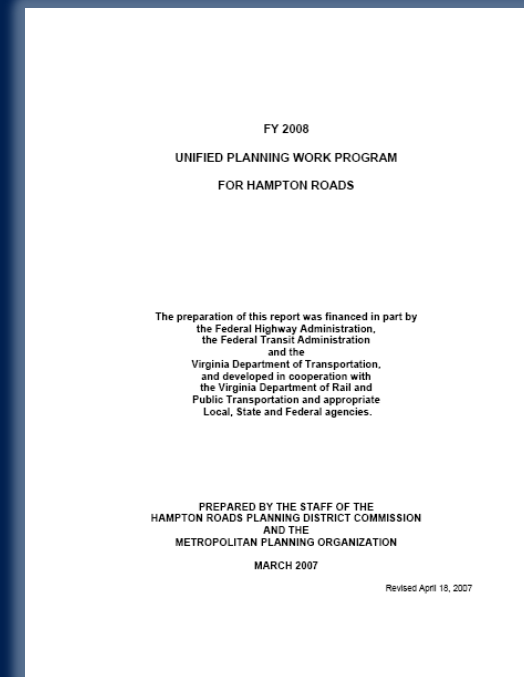 FY 2008
UNIFIED PLANNING WORK PROGRAM
FOR HAMPTON ROADS
The preparation of this report was financed in part by
the Federal Highway Administration,
the Federal Transit Administration
and the
Virginia Department of Transportation,
and developed in cooperation with
the Virginia Department of Rail and
Public Transportation and appropriate
Local, State and Federal agencies.
PREPARED BY THE STAFF OF THE
HAMPTON ROADS PLANNING DISTRICT COMMISSION
AND THE
METROPOLITAN PLANNING ORGANIZATION
MARCH 2007
Revised April 18, 2007